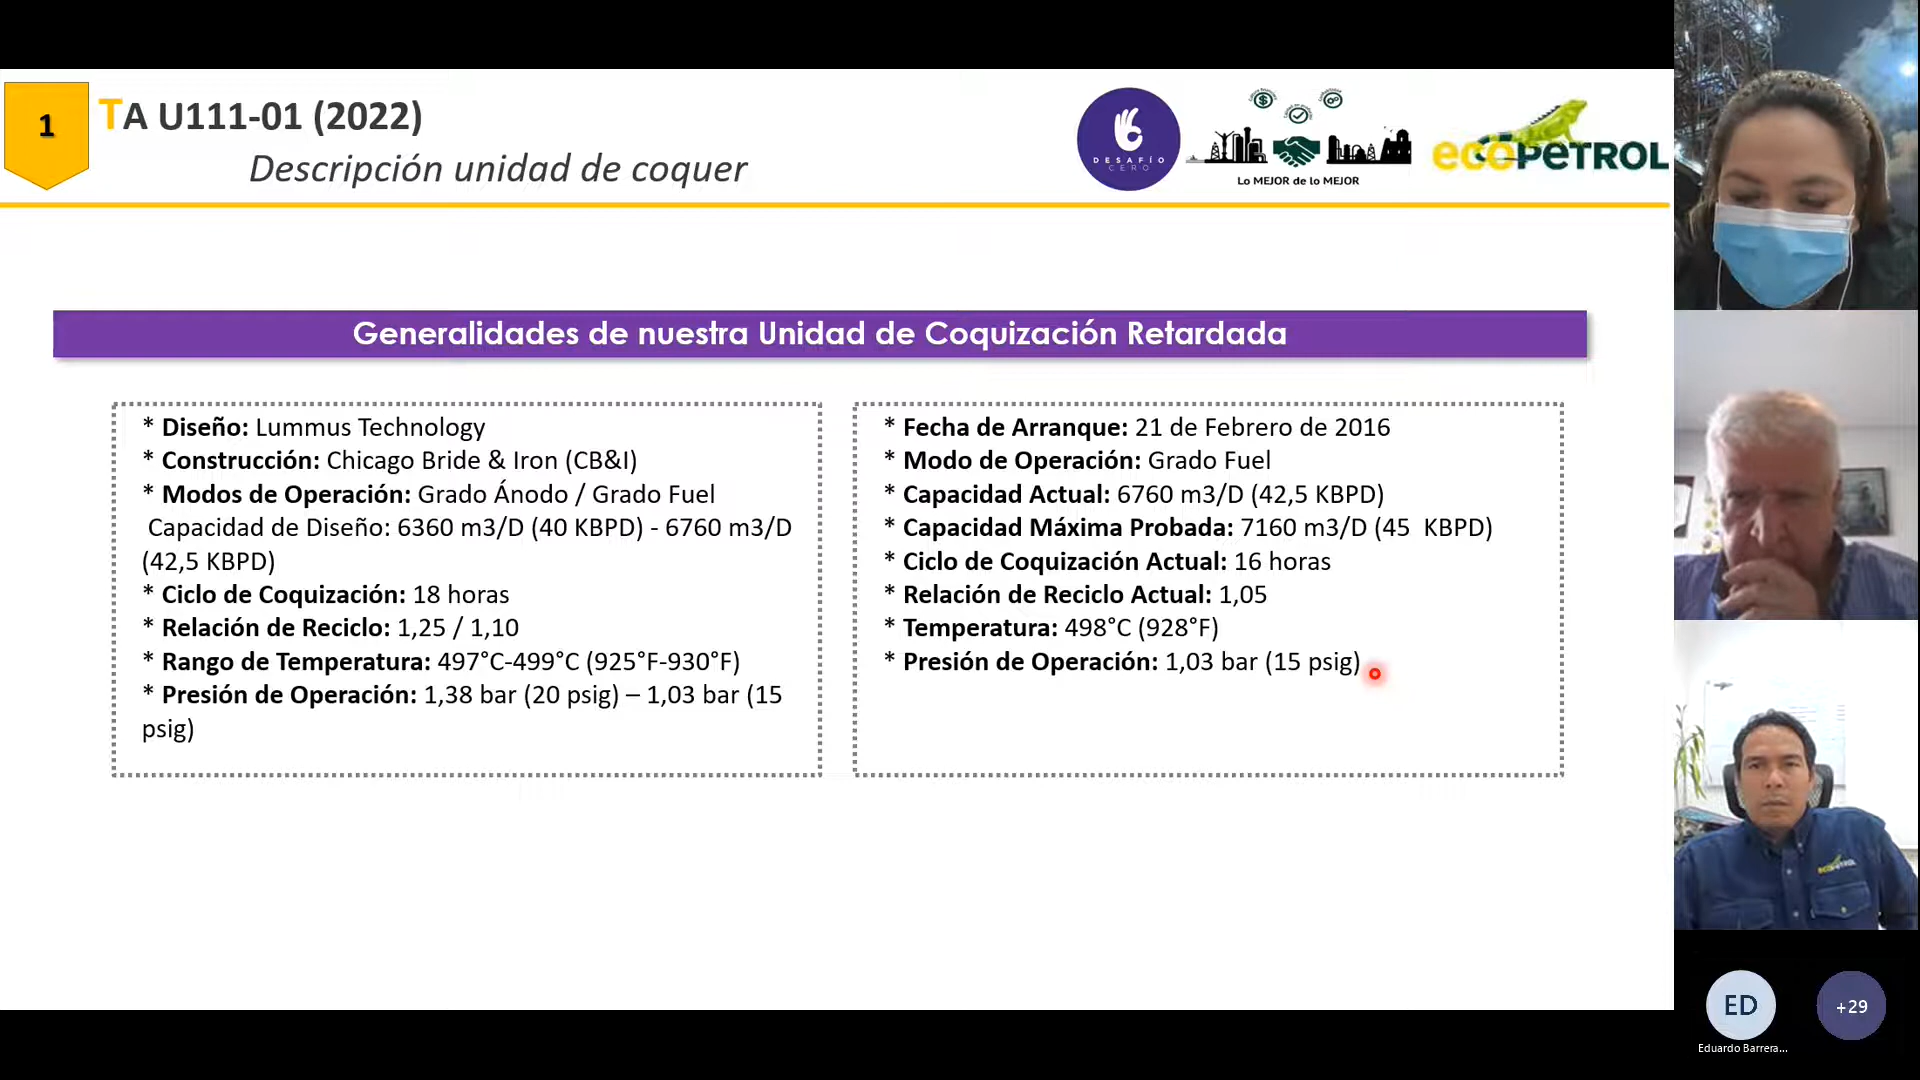 1
TA U111-01 (2022)
Descripción unidad de coquer
DESAFÍO
CERO
Lo MEJOR de lo MEJOR
ecopetrol
Generalidades de nuestra Unidad de Coquización Retardada
* Diseño: Lummus Technology
* Construcción: Chicago Bride & Iron (CB&I)
* Modos de Operación: Grado Ánodo / Grado Fuel
Capacidad de Diseño: 6360 m3/D (40 KBPD) - 6760 m3/D
(42,5 KBPD)
* Ciclo de Coquización: 18 horas
* Relación de Reciclo: 1,25 / 1,10
* Rango de Temperatura: 497°C-499°C (925°F-930°F)
* Presión de Operación: 1,38 bar (20 psig) – 1,03 bar (15
psig)
* Fecha de Arranque: 21 de Febrero de 2016
* Modo de Operación: Grado Fuel
* Capacidad Actual: 6760 m3/D (42,5 KBPD)
* Capacidad Máxima Probada: 7160 m3/D (45 KBPD)
* Ciclo de Coquización Actual: 16 horas
* Relación de Reciclo Actual: 1,05
* Temperatura: 498°C (928°F)
* Presión de Operación: 1,03 bar (15 psig)
ecopetrol
ED
+29
Eduardo Barrera...